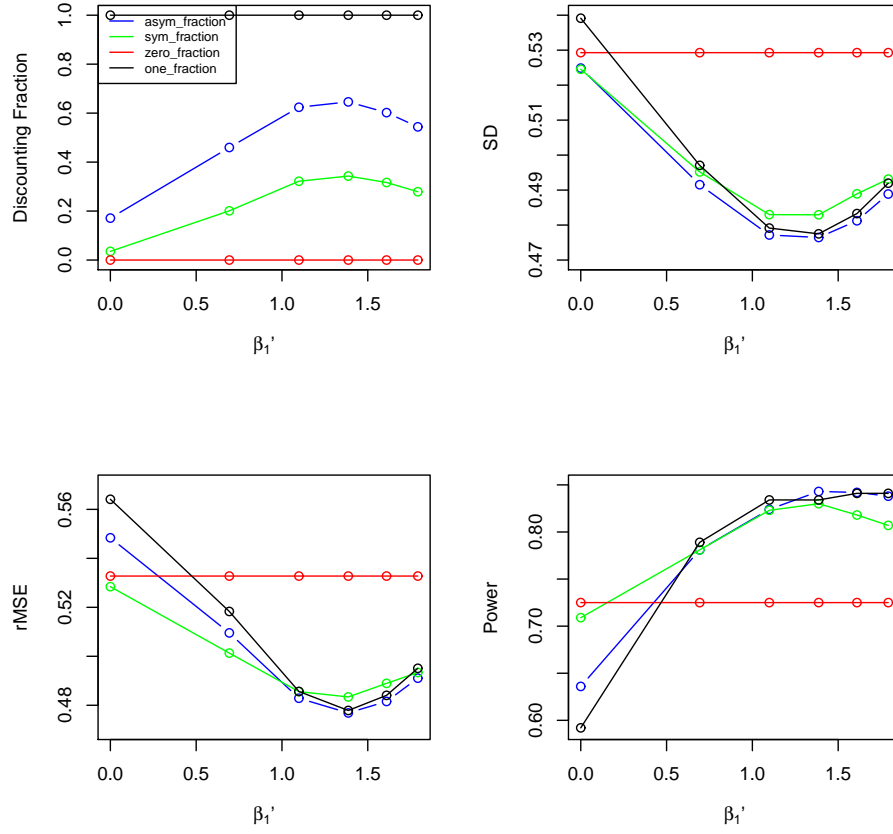 asym_fraction
sym_fraction
zero_fraction
one_fraction
Discounting Fraction
0.0 0.2 0.4 0.6 0.8 1.0
0.0 0.5 1.0 1.5
β₁'
SD
0.47 0.49 0.51 0.53
0.0 0.5 1.0 1.5
β₁'
rMSE
0.48 0.52 0.56
0.0 0.5 1.0 1.5
β₁'
Power
0.60 0.70 0.80
0.0 0.5 1.0 1.5
β₁'